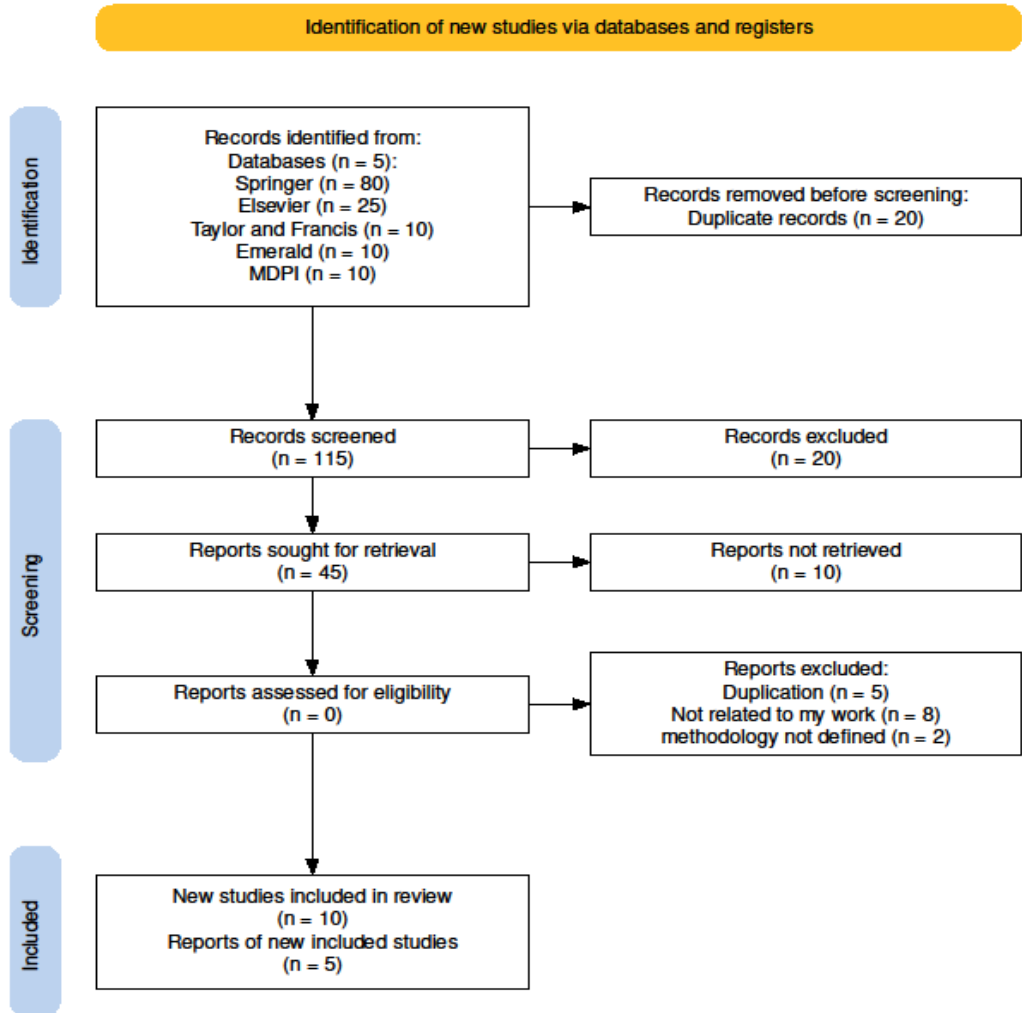 Identification of new studies via databases and registers
Identification
Records identified from:
Databases (n = 5):
Springer (n = 80)
Elsevier (n = 25)
Taylor and Francis (n = 10)
Emerald (n = 10)
MDPI (n = 10)
Records removed before screening:
Duplicate records (n = 20)
Screening
Records screened
(n = 115)
Records excluded
(n = 20)
Reports sought for retrieval
(n = 45)
Reports not retrieved
(n = 10)
Reports assessed for eligibility
(n = 0)
Reports excluded:
Duplication (n = 5)
Not related to my work (n = 8)
methodology not defined (n = 2)
Included
New studies included in review
(n = 10)
Reports of new included studies
(n = 5)